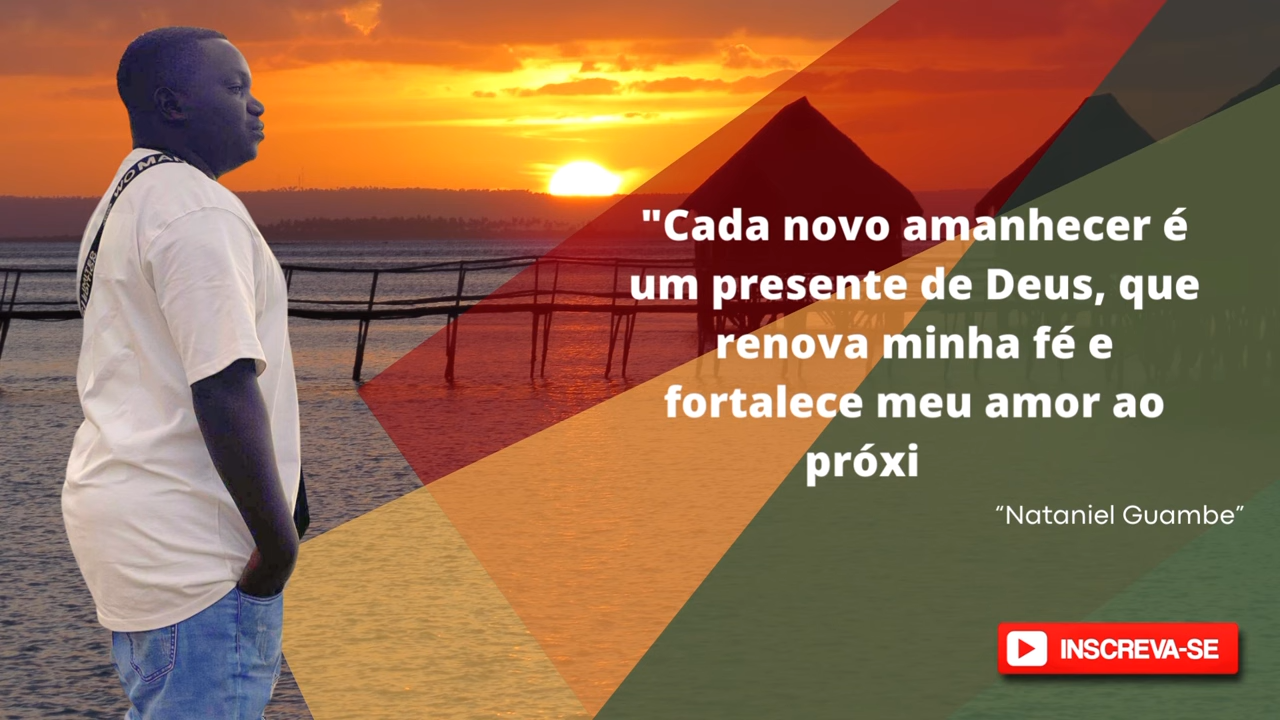 "Cada novo amanhecer é
um presente de Deus, que
renova minha fé e
fortalece meu amor ao
próxi
“Nataniel Guambe”
INSCREVA-SE